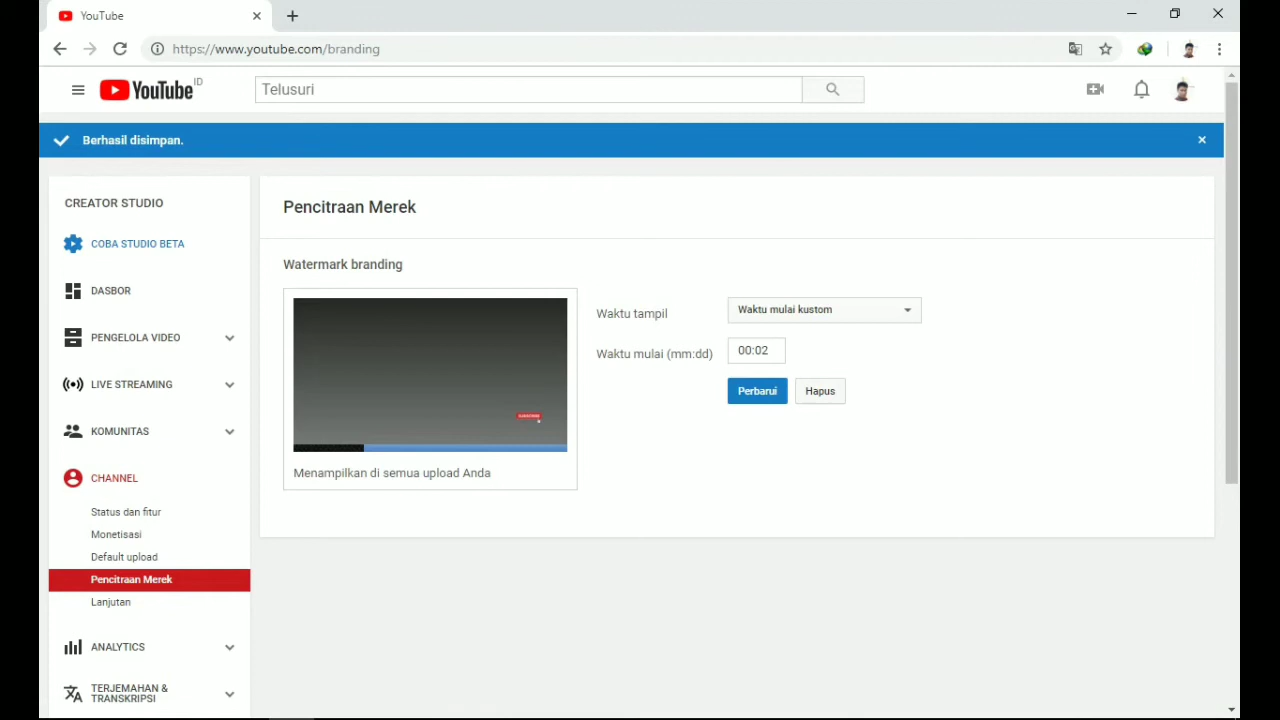 YouTube
https://www.youtube.com/branding
YouTube ID
Telusuri
Berhasil disimpan.
CREATOR STUDIO
COBA STUDIO BETA
DASBOR
PENGELOLA VIDEO
LIVE STREAMING
KOMUNITAS
CHANNEL
Status dan fitur
Monetisasi
Default upload
Pencitraan Merek
Lanjutan
ANALYTICS
TERJEMAHAN &
TRANSKRIPSI
Pencitraan Merek
Watermark branding
Menampilkan di semua upload Anda
Waktu tampil
Waktu mulai kustom
Waktu mulai (mm:dd)
00:02
Perbarui
Hapus